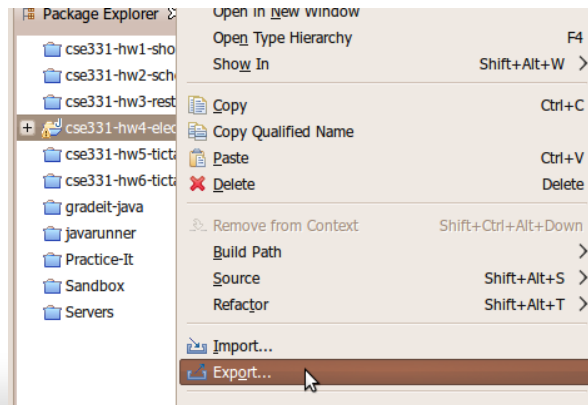 Package Explorer
cse331-hw1-sho
cse331-hw2-sch
cse331-hw3-rest
cse331-hw4-elec
cse331-hw5-ticta
cse331-hw6-ticta
gradeit-java
javarunner
Practice-It
Sandbox
Servers
Open in New Window
Open Type Hierarchy F4
Show In Shift+Alt+W >
Copy Ctrl+C
Copy Qualified Name
Paste Ctrl+V
Delete Delete
Remove from Context Shift+Ctrl+Alt+Down
Build Path >
Source Shift+Alt+S >
Refactor Shift+Alt+T >
Import...
Export...